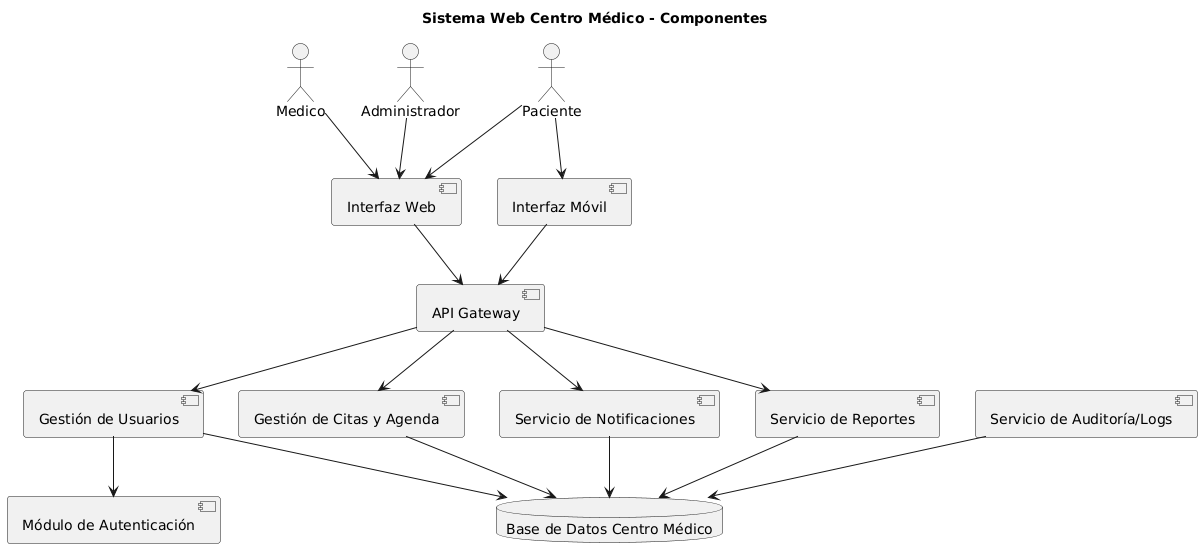 Sistema Web Centro Médico - Componentes
Medico
Administrador
Paciente
Interfaz Web
Interfaz Móvil
API Gateway
Gestión de Usuarios
Gestión de Citas y Agenda
Servicio de Notificaciones
Servicio de Reportes
Servicio de Auditoría/Logs
Módulo de Autenticación
Base de Datos Centro Médico